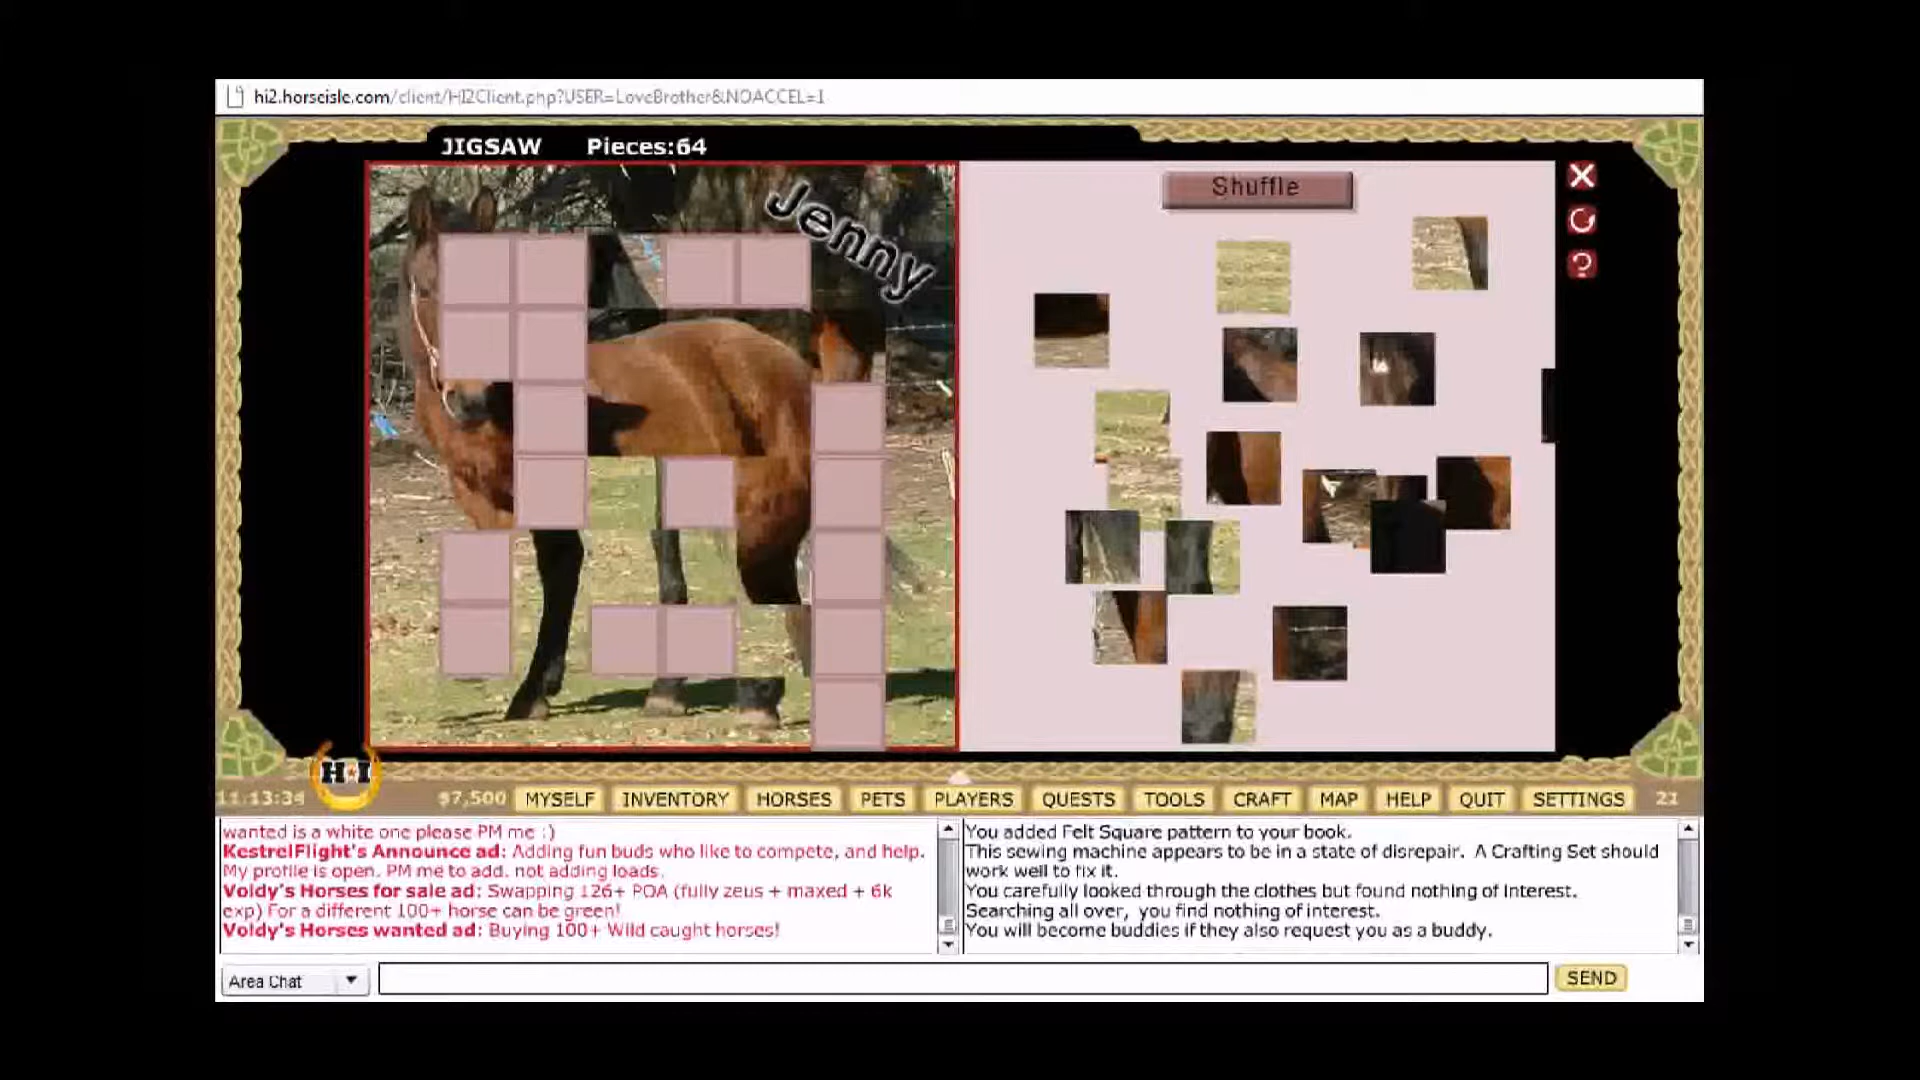 hi2.horseisle.com/client/HI2Client.php?USER=LoveBrother&NOACCEL=1
JIGSAW Pieces:64
Jenny
Shuffle
HI
11:13:34
$7,500
MYSELF INVENTORY HORSES PETS PLAYERS QUESTS TOOLS CRAFT MAP HELP QUIT SETTINGS
21
wanted is a white one please PM me :)
KestrelFlight's Announce ad: Adding fun buds who like to compete, and help.
My profile is open. PM me to add. not adding loads.
Voldy's Horses for sale ad: Swapping 126+ POA (fully zeus + maxed + 6k
exp) For a different 100+ horse can be green!
Voldy's Horses wanted ad: Buying 100+ Wild caught horses!
You added Felt Square pattern to your book.
This sewing machine appears to be in a state of disrepair. A Crafting Set should
work well to fix it.
You carefully looked through the clothes but found nothing of interest.
Searching all over, you find nothing of interest.
You will become buddies if they also request you as a buddy.
Area Chat
SEND